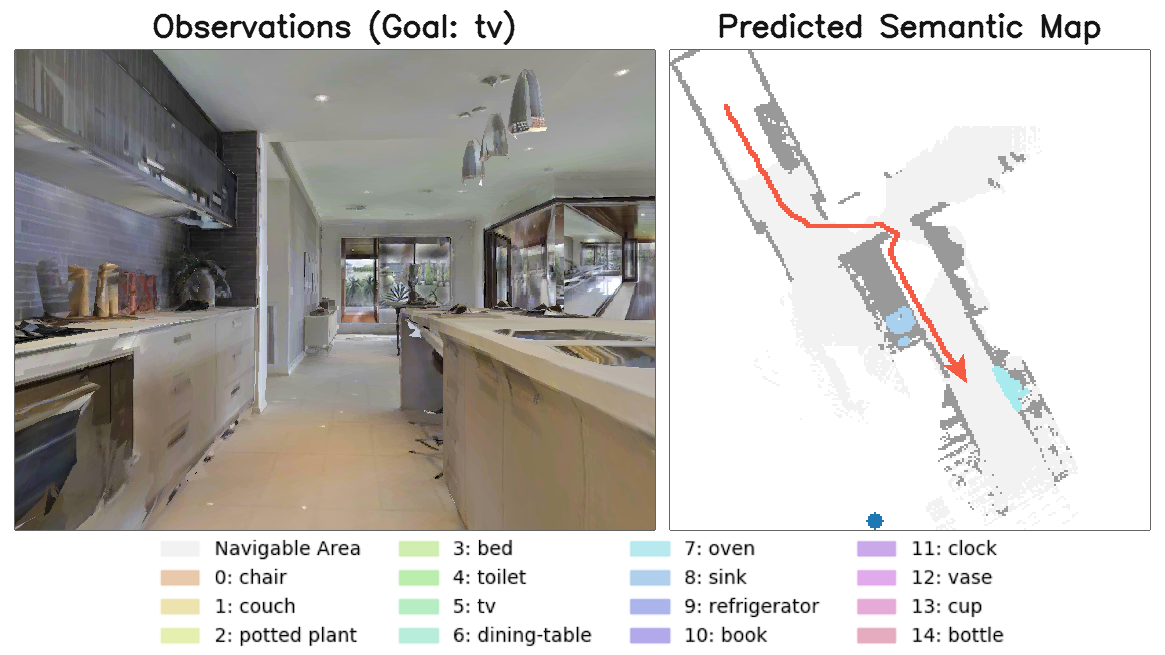 Observations (Goal: tv)
Predicted Semantic Map
Navigable Area
0: chair
1: couch
2: potted plant
3: bed
4: toilet
5: tv
6: dining-table
7: oven
8: sink
9: refrigerator
10: book
11: clock
12: vase
13: cup
14: bottle